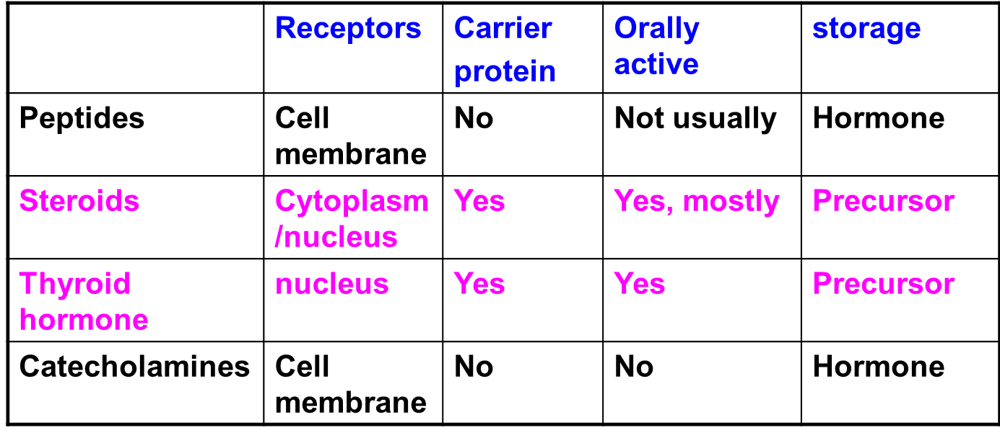 Receptors Carrier protein Orally active storage
Peptides Cell membrane No Not usually Hormone
Steroids Cytoplasm /nucleus Yes Yes, mostly Precursor
Thyroid hormone nucleus Yes Yes Precursor
Catecholamines Cell membrane No No Hormone